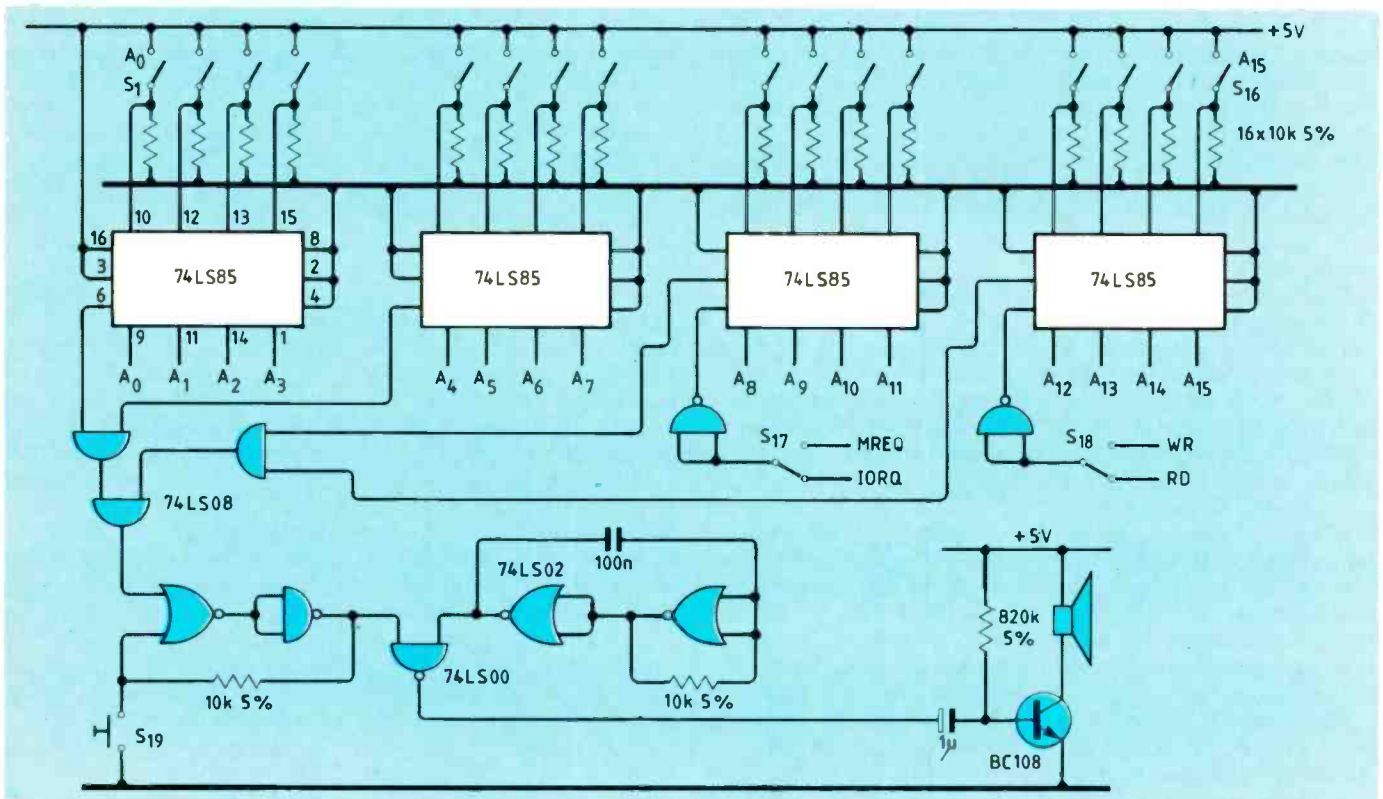 +5V
A0
S1
A15
S16
16x10k 5%
10 12 13 15
16
3
6
8
2
4
74LS85
74LS85
74LS85
74LS85
9 11 14 1
A0 A1 A2 A3
A4 A5 A6 A7
A8 A9 A10 A11
A12 A13 A14 A15
S17
MREQ
IORQ
S18
WR
RD
74LS08
+5V
100n
74LS02
820k
5%
10k 5%
74LS00
10k 5%
S19
1µ
BC108